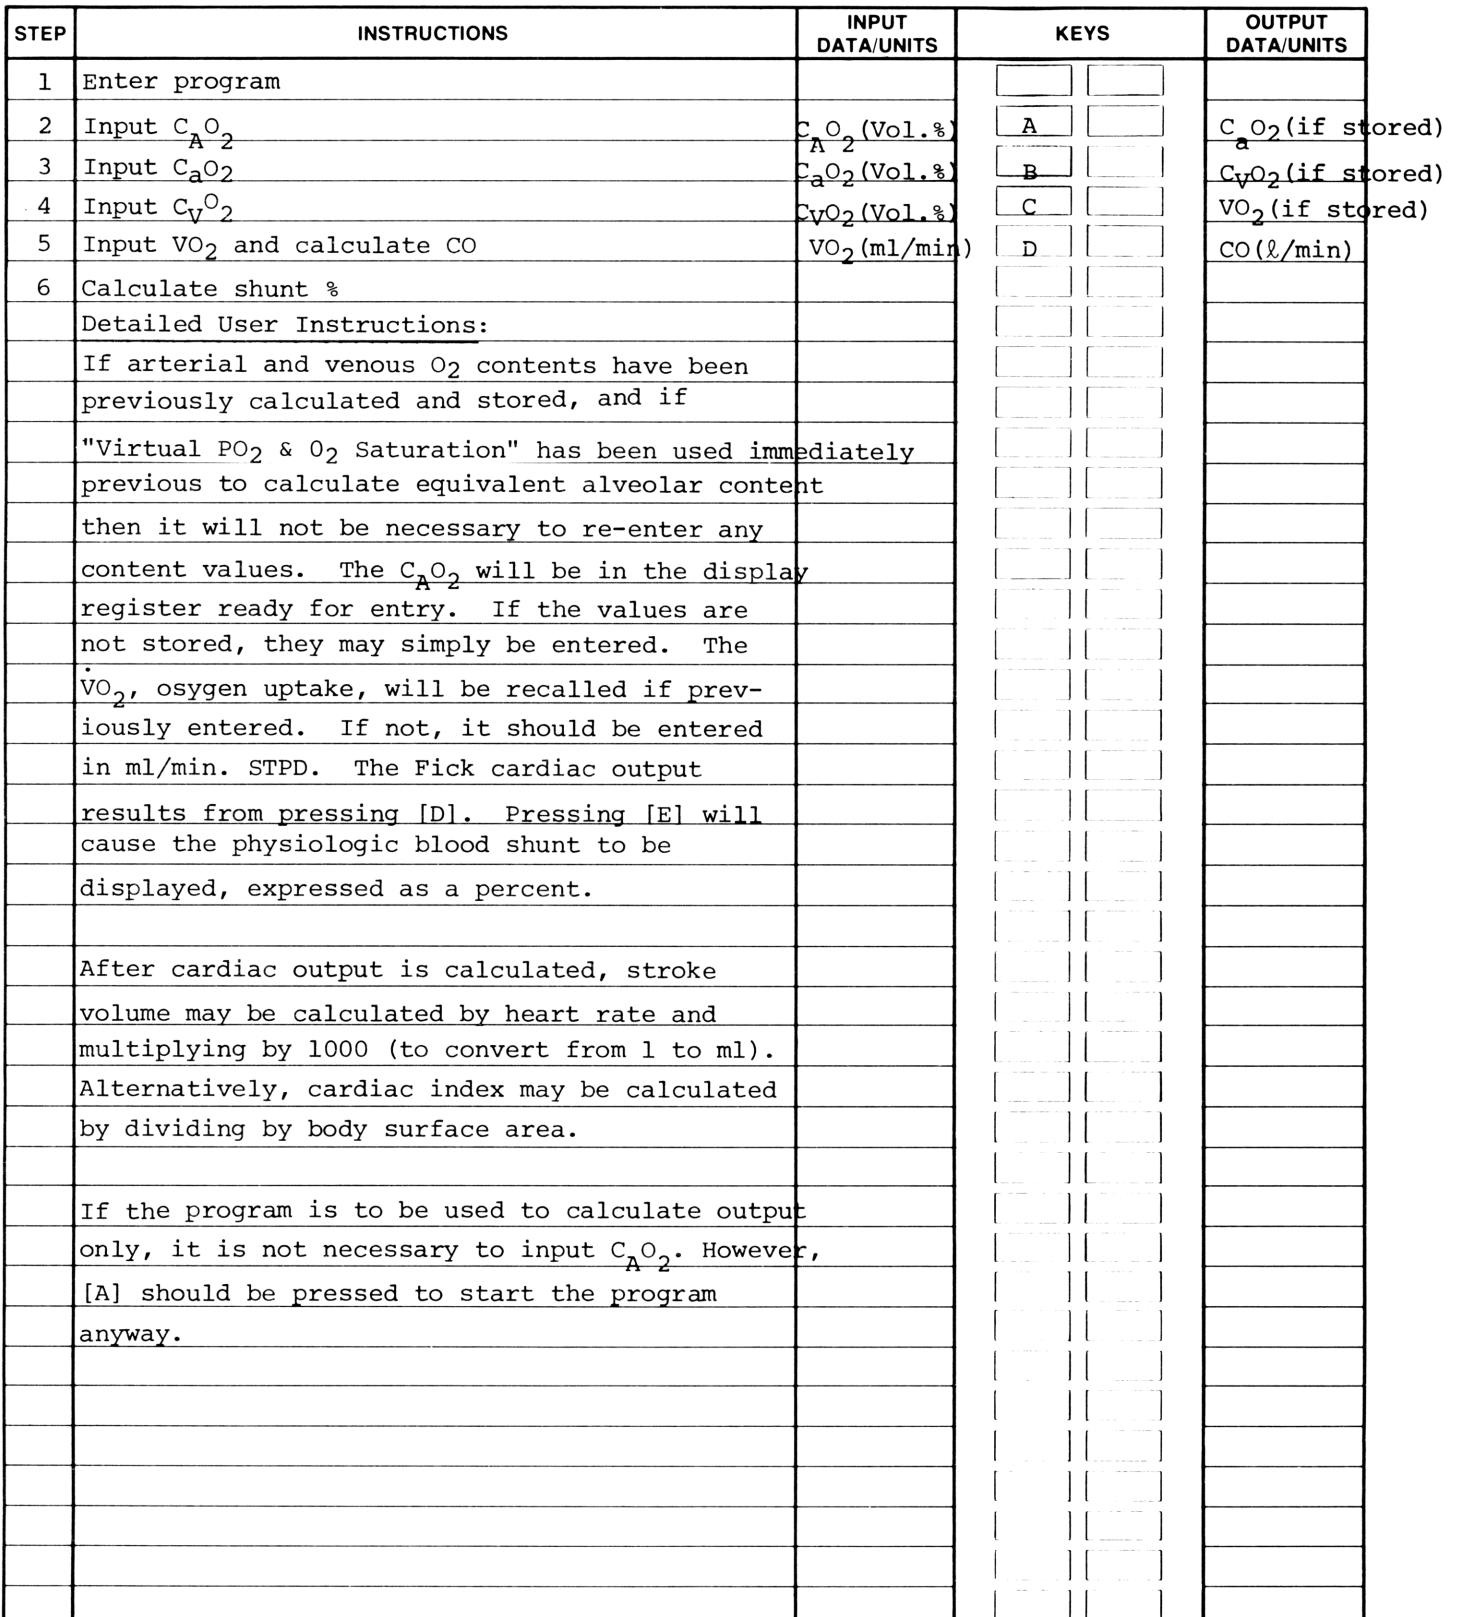 STEP INSTRUCTIONS INPUT DATA/UNITS KEYS OUTPUT DATA/UNITS
1 Enter program
2 Input CAO2 CAO2(Vol.%) A CaO2(if stored)
3 Input CaO2 CaO2(Vol.%) B CVO2(if stored)
4 Input CVO2 CVO2(Vol.%) C VO2(if stored)
5 Input VO2 and calculate CO VO2(ml/min) D CO(ℓ/min)
6 Calculate shunt %
Detailed User Instructions:
If arterial and venous O2 contents have been
previously calculated and stored, and if
"Virtual PO2 & O2 Saturation" has been used immediately
previous to calculate equivalent alveolar content
then it will not be necessary to re-enter any
content values. The CAO2 will be in the display
register ready for entry. If the values are
not stored, they may simply be entered. The
V̇O2, osygen uptake, will be recalled if prev-
iously entered. If not, it should be entered
in ml/min. STPD. The Fick cardiac output
results from pressing [D]. Pressing [E] will
cause the physiologic blood shunt to be
displayed, expressed as a percent.
After cardiac output is calculated, stroke
volume may be calculated by heart rate and
multiplying by 1000 (to convert from l to ml).
Alternatively, cardiac index may be calculated
by dividing by body surface area.
If the program is to be used to calculate output
only, it is not necessary to input CAO2. However,
[A] should be pressed to start the program
anyway.